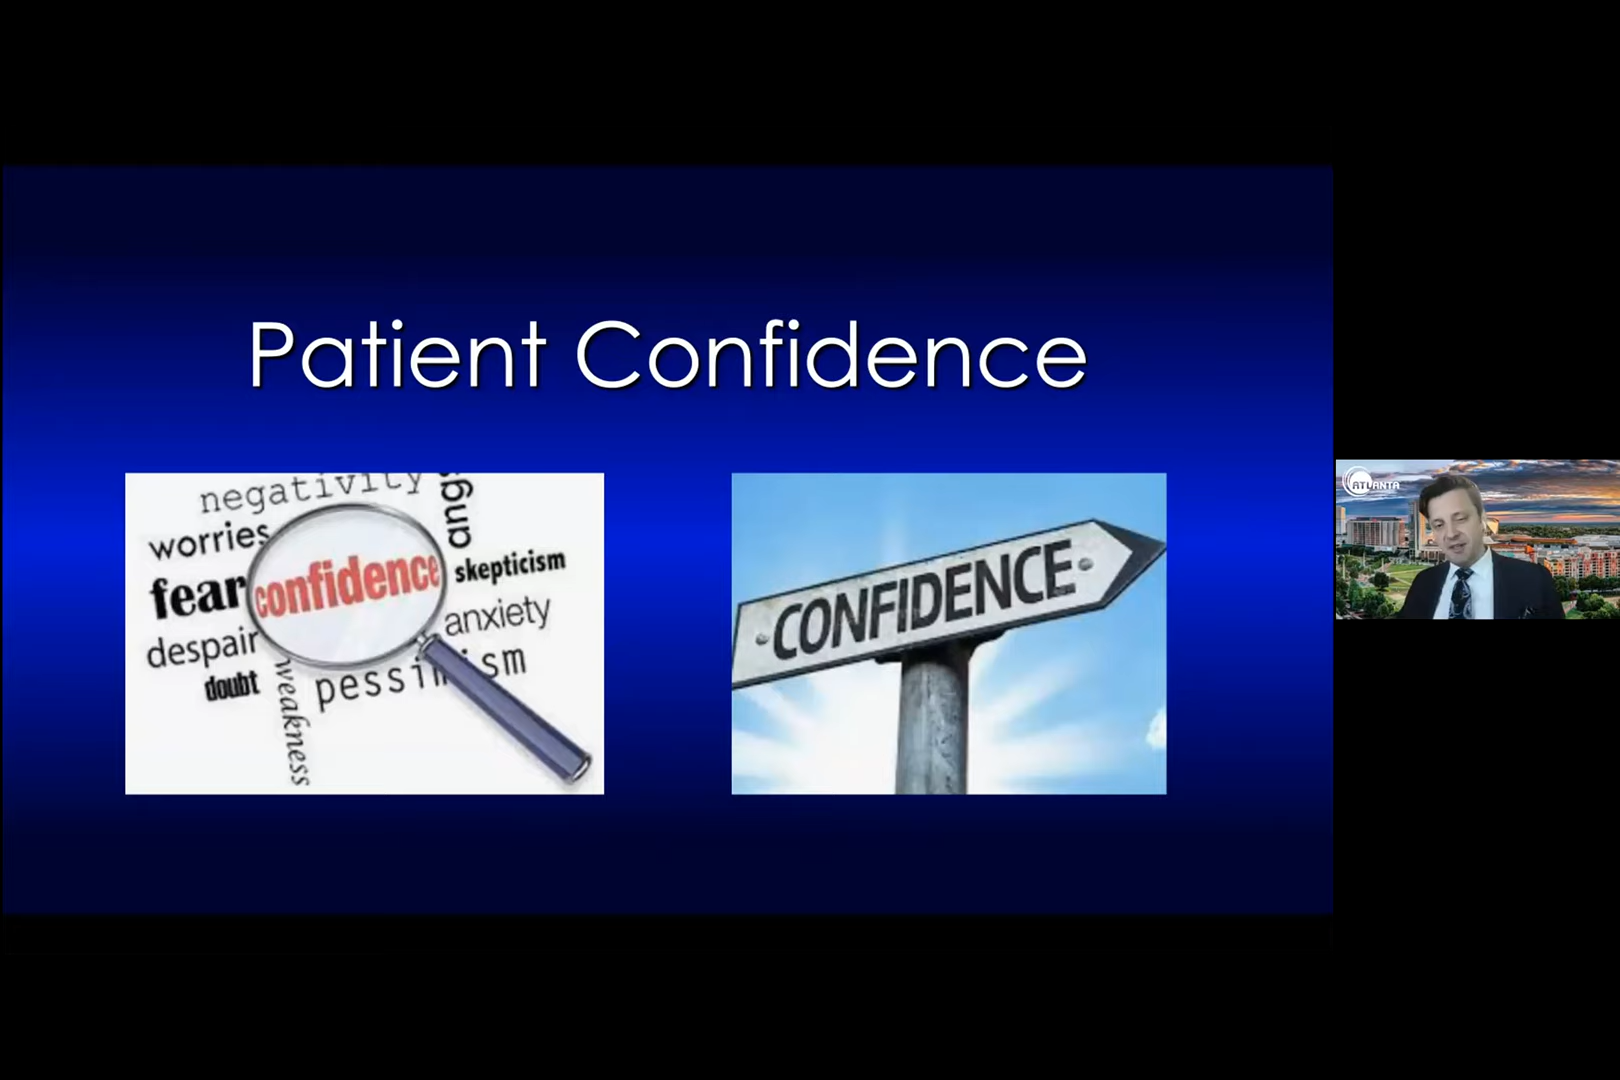 Patient Confidence
negativity
worries
fear
confidence
skepticism
despair
anxiety
doubt
weakness
CONFIDENCE
ATLANTA